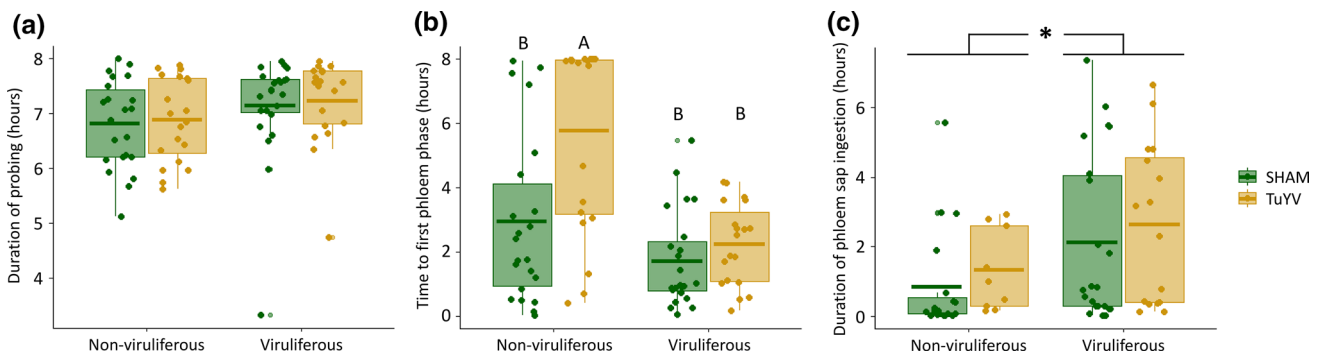 (a)
Duration of probing (hours)
8
7
6
5
4
Non-viruliferous Viruliferous
(b)
Time to first phloem phase (hours)
8
6
4
2
0
B A B B
Non-viruliferous Viruliferous
(c)
Duration of phloem sap ingestion (hours)
6
4
2
0
*
Non-viruliferous Viruliferous
SHAM
TuYV